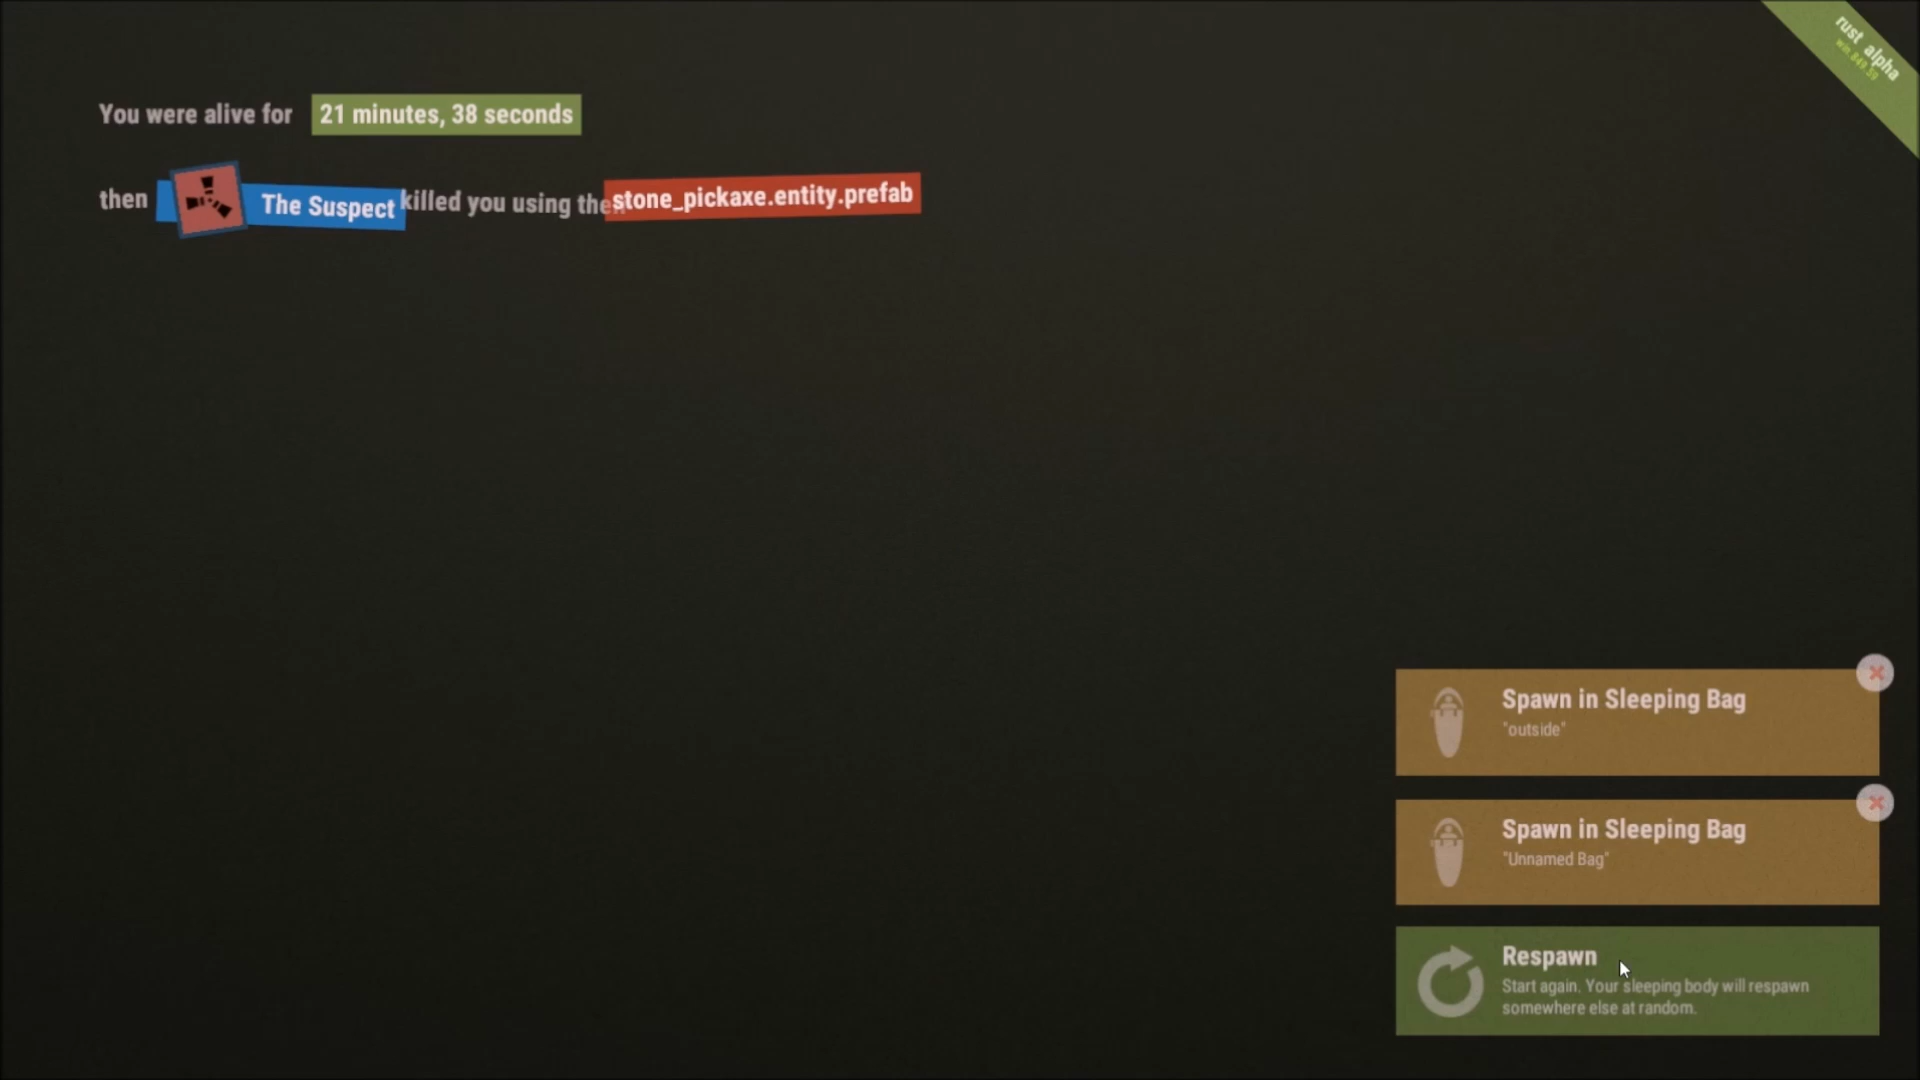 rust alpha
You were alive for 21 minutes, 38 seconds
then The Suspect killed you using the stone_pickaxe.entity.prefab
Spawn in Sleeping Bag
"outside"
Spawn in Sleeping Bag
"Unnamed Bag"
Respawn
Start again. Your sleeping body will respawn
somewhere else at random.